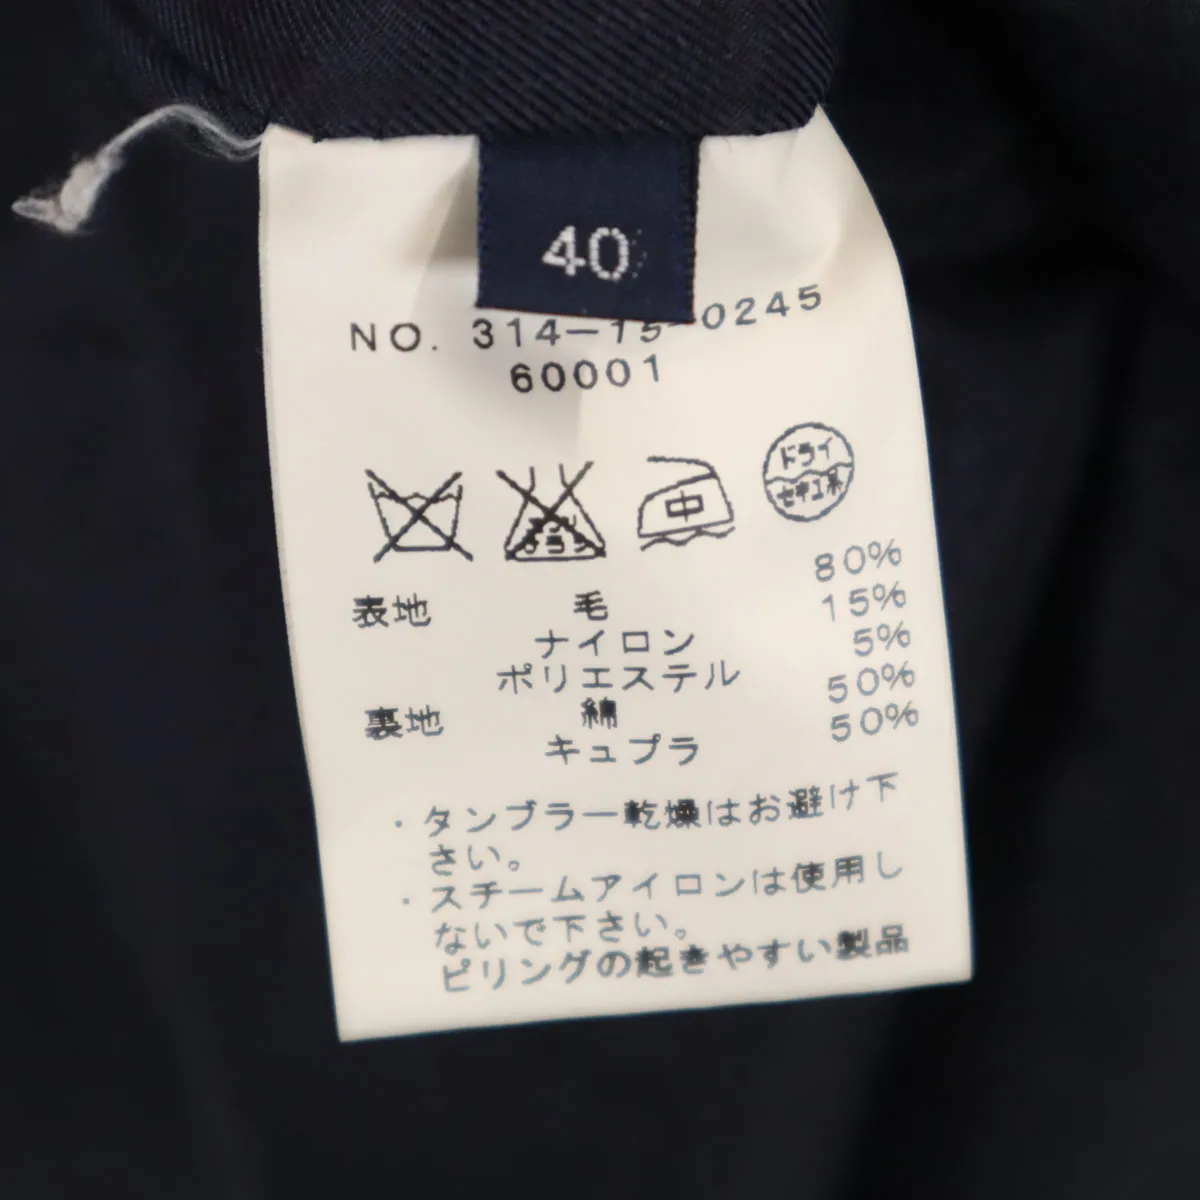 40
NO. 314-15-0245
60001
中
ドライ
セキユ系
80%
表地 毛 15%
ナイロン 5%
ポリエステル 50%
裏地 綿 50%
キュプラ
・タンブラー乾燥はお避け下
さい。
・スチームアイロンは使用し
ないで下さい。
ピリングの起きやすい製品